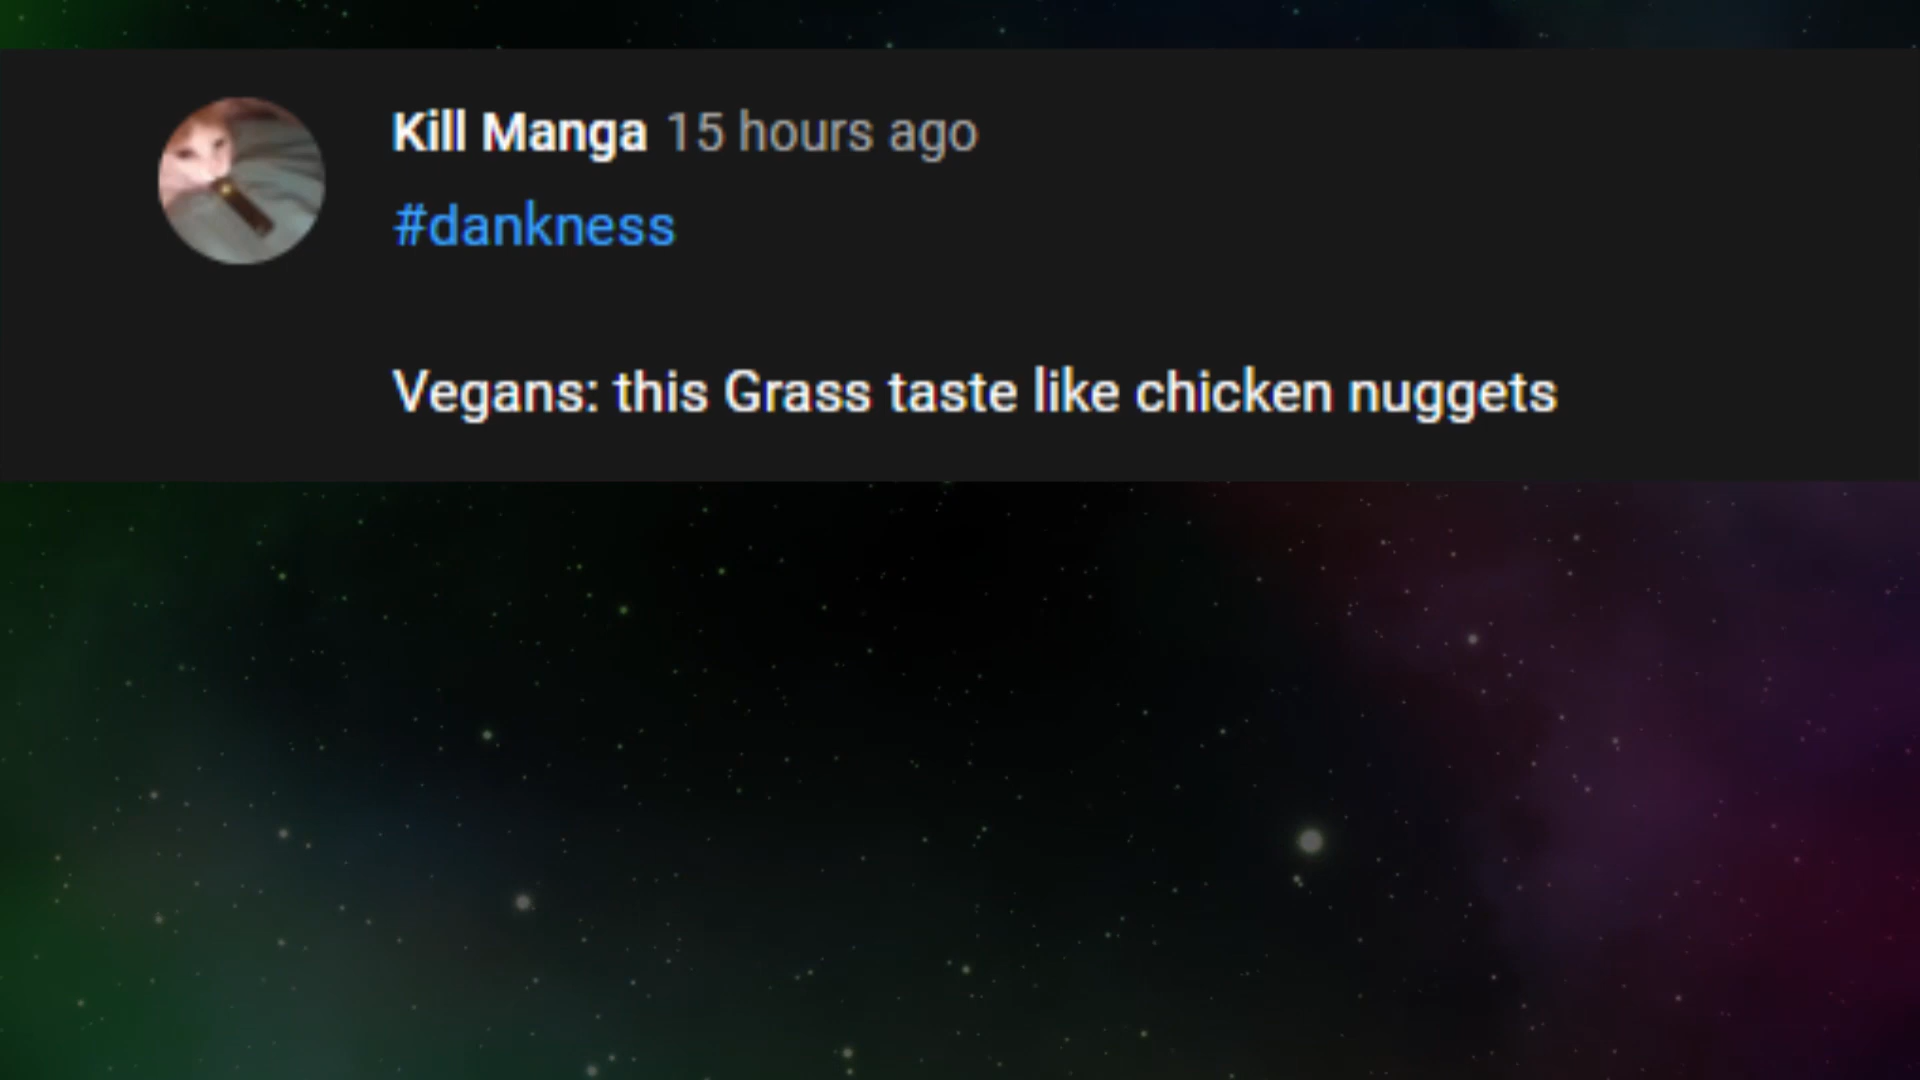 Kill Manga 15 hours ago
#dankness
Vegans: this Grass taste like chicken nuggets